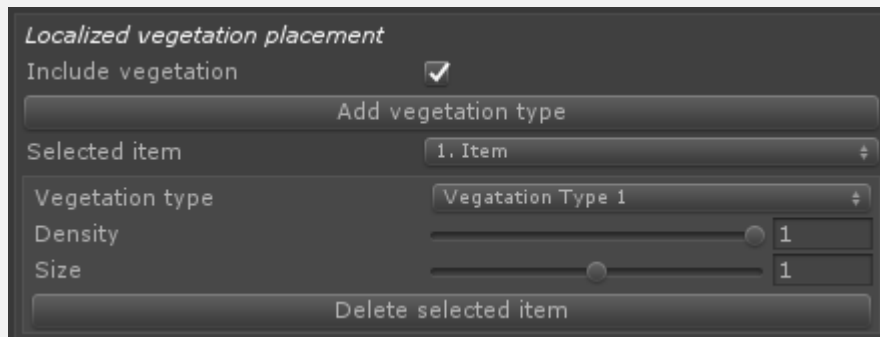 Localized vegetation placement
Include vegetation
Add vegetation type
Selected item 1. Item
Vegetation type Vegatation Type 1
Density 1
Size 1
Delete selected item